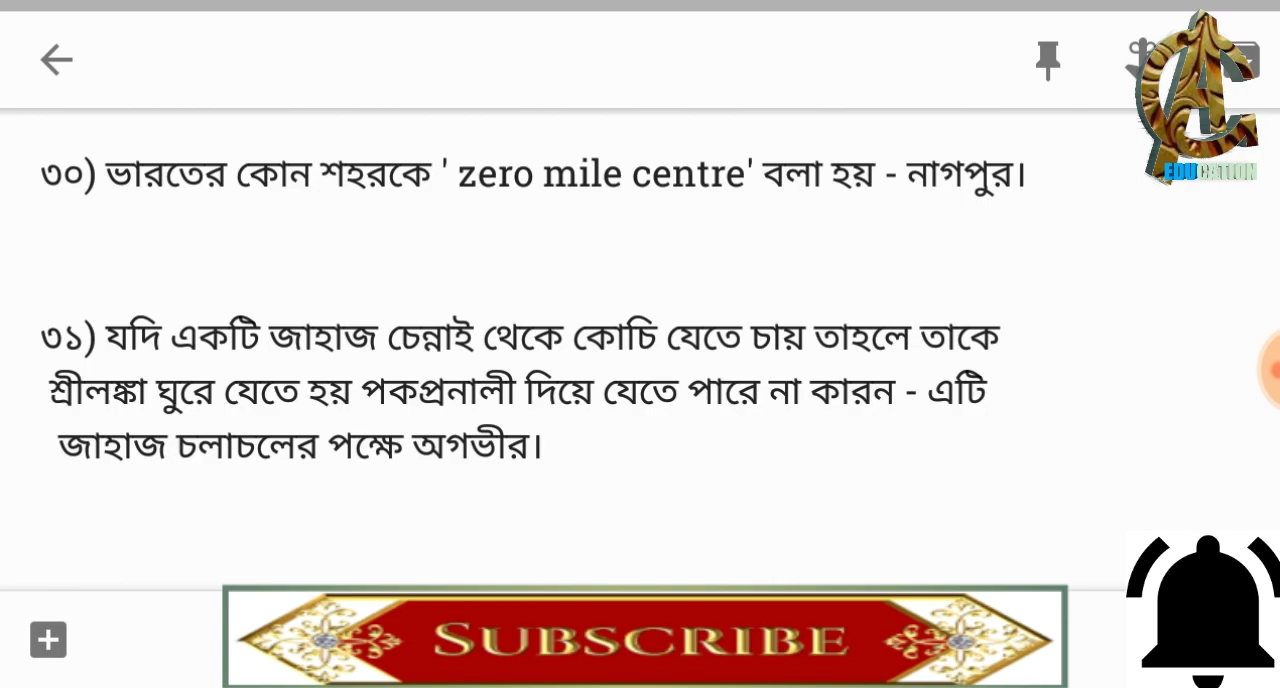 ৩০) ভারতের কোন শহরকে ' zero mile centre' বলা হয় - নাগপুর।
৩১) যদি একটি জাহাজ চেন্নাই থেকে কোচি যেতে চায় তাহলে তাকে
শ্রীলঙ্কা ঘুরে যেতে হয় পকপ্রনালী দিয়ে যেতে পারে না কারন - এটি
জাহাজ চলাচলের পক্ষে অগভীর।
AC
EDUCATION
SUBSCRIBE